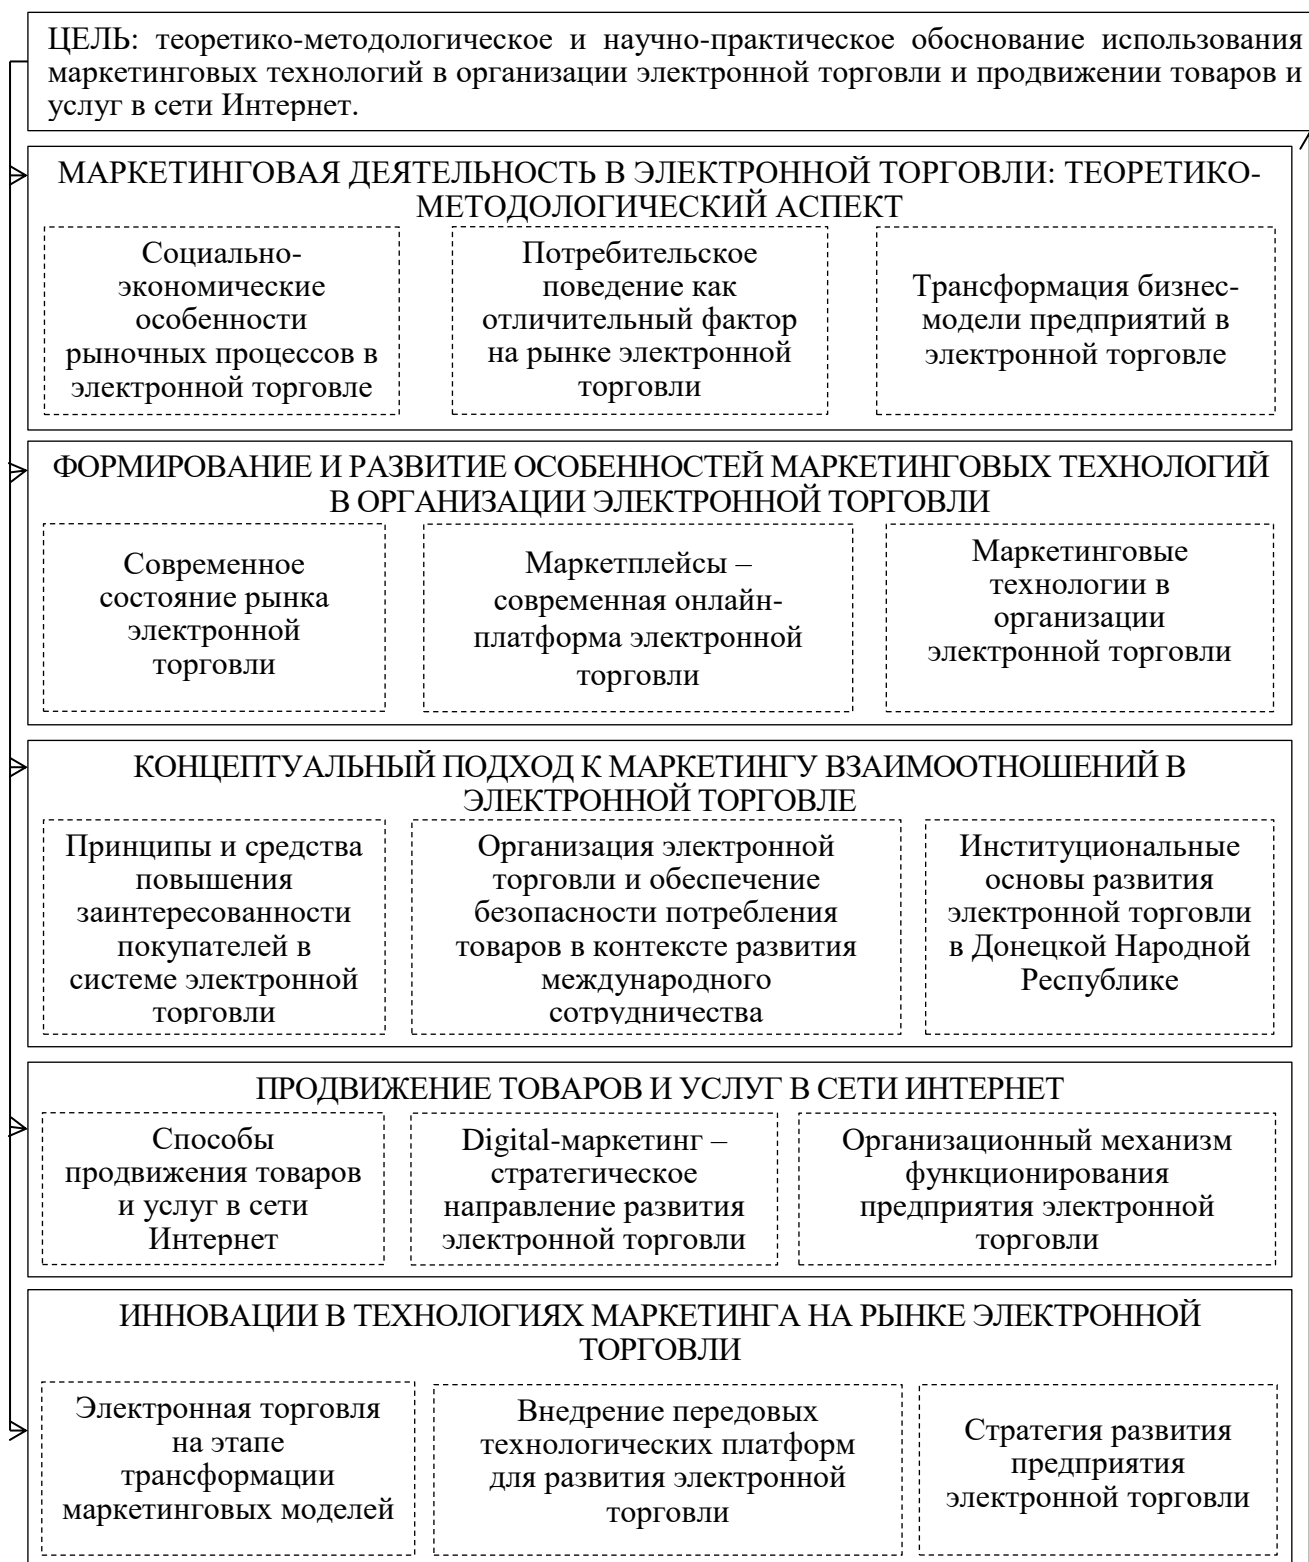 ЦЕЛЬ: теоретико-методологическое и научно-практическое обоснование использования
маркетинговых технологий в организации электронной торговли и продвижении товаров и
услуг в сети Интернет.
МАРКЕТИНГОВАЯ ДЕЯТЕЛЬНОСТЬ В ЭЛЕКТРОННОЙ ТОРГОВЛИ: ТЕОРЕТИКО-
МЕТОДОЛОГИЧЕСКИЙ АСПЕКТ
Социально-
экономические
особенности
рыночных процессов в
электронной торговле
Потребительское
поведение как
отличительный фактор
на рынке электронной
торговли
Трансформация бизнес-
модели предприятий в
электронной торговле
ФОРМИРОВАНИЕ И РАЗВИТИЕ ОСОБЕННОСТЕЙ МАРКЕТИНГОВЫХ ТЕХНОЛОГИЙ
В ОРГАНИЗАЦИИ ЭЛЕКТРОННОЙ ТОРГОВЛИ
Современное
состояние рынка
электронной
торговли
Маркетплейсы –
современная онлайн-
платформа электронной
торговли
Маркетинговые
технологии в
организации
электронной торговли
КОНЦЕПТУАЛЬНЫЙ ПОДХОД К МАРКЕТИНГУ ВЗАИМООТНОШЕНИЙ В
ЭЛЕКТРОННОЙ ТОРГОВЛЕ
Принципы и средства
повышения
заинтересованности
покупателей в
системе электронной
торговли
Организация электронной
торговли и обеспечение
безопасности потребления
товаров в контексте развития
международного
сотрудничества
Институциональные
основы развития
электронной торговли
в Донецкой Народной
Республике
ПРОДВИЖЕНИЕ ТОВАРОВ И УСЛУГ В СЕТИ ИНТЕРНЕТ
Способы
продвижения товаров
и услуг в сети
Интернет
Digital-маркетинг –
стратегическое
направление развития
электронной торговли
Организационный механизм
функционирования
предприятия электронной
торговли
ИННОВАЦИИ В ТЕХНОЛОГИЯХ МАРКЕТИНГА НА РЫНКЕ ЭЛЕКТРОННОЙ
ТОРГОВЛИ
Электронная торговля
на этапе
трансформации
маркетинговых моделей
Внедрение передовых
технологических платформ
для развития электронной
торговли
Стратегия развития
предприятия
электронной торговли